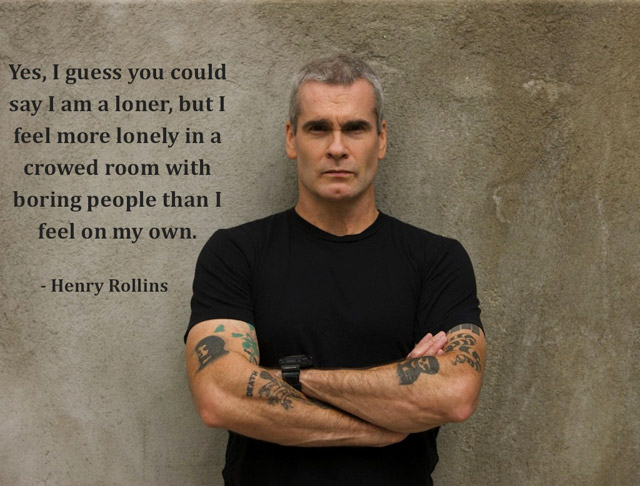 Yes, I guess you could
say I am a loner, but I
feel more lonely in a
crowed room with
boring people than I
feel on my own.
- Henry Rollins
DEATH